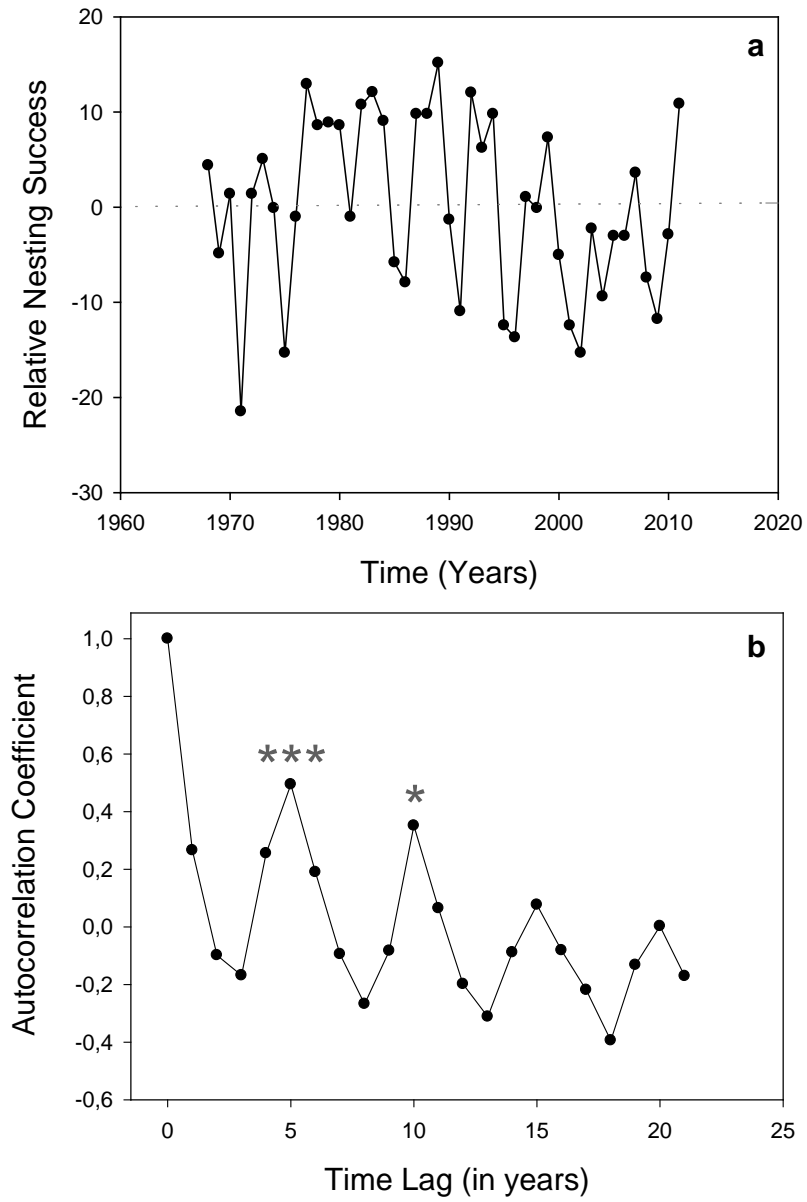 a
20
10
0
-10
-20
-30
Relative Nesting Success
1960 1970 1980 1990 2000 2010 2020
Time (Years)
b
1,0
0,8
0,6
0,4
0,2
0,0
-0,2
-0,4
-0,6
Autocorrelation Coefficient
***
*
0 5 10 15 20 25
Time Lag (in years)